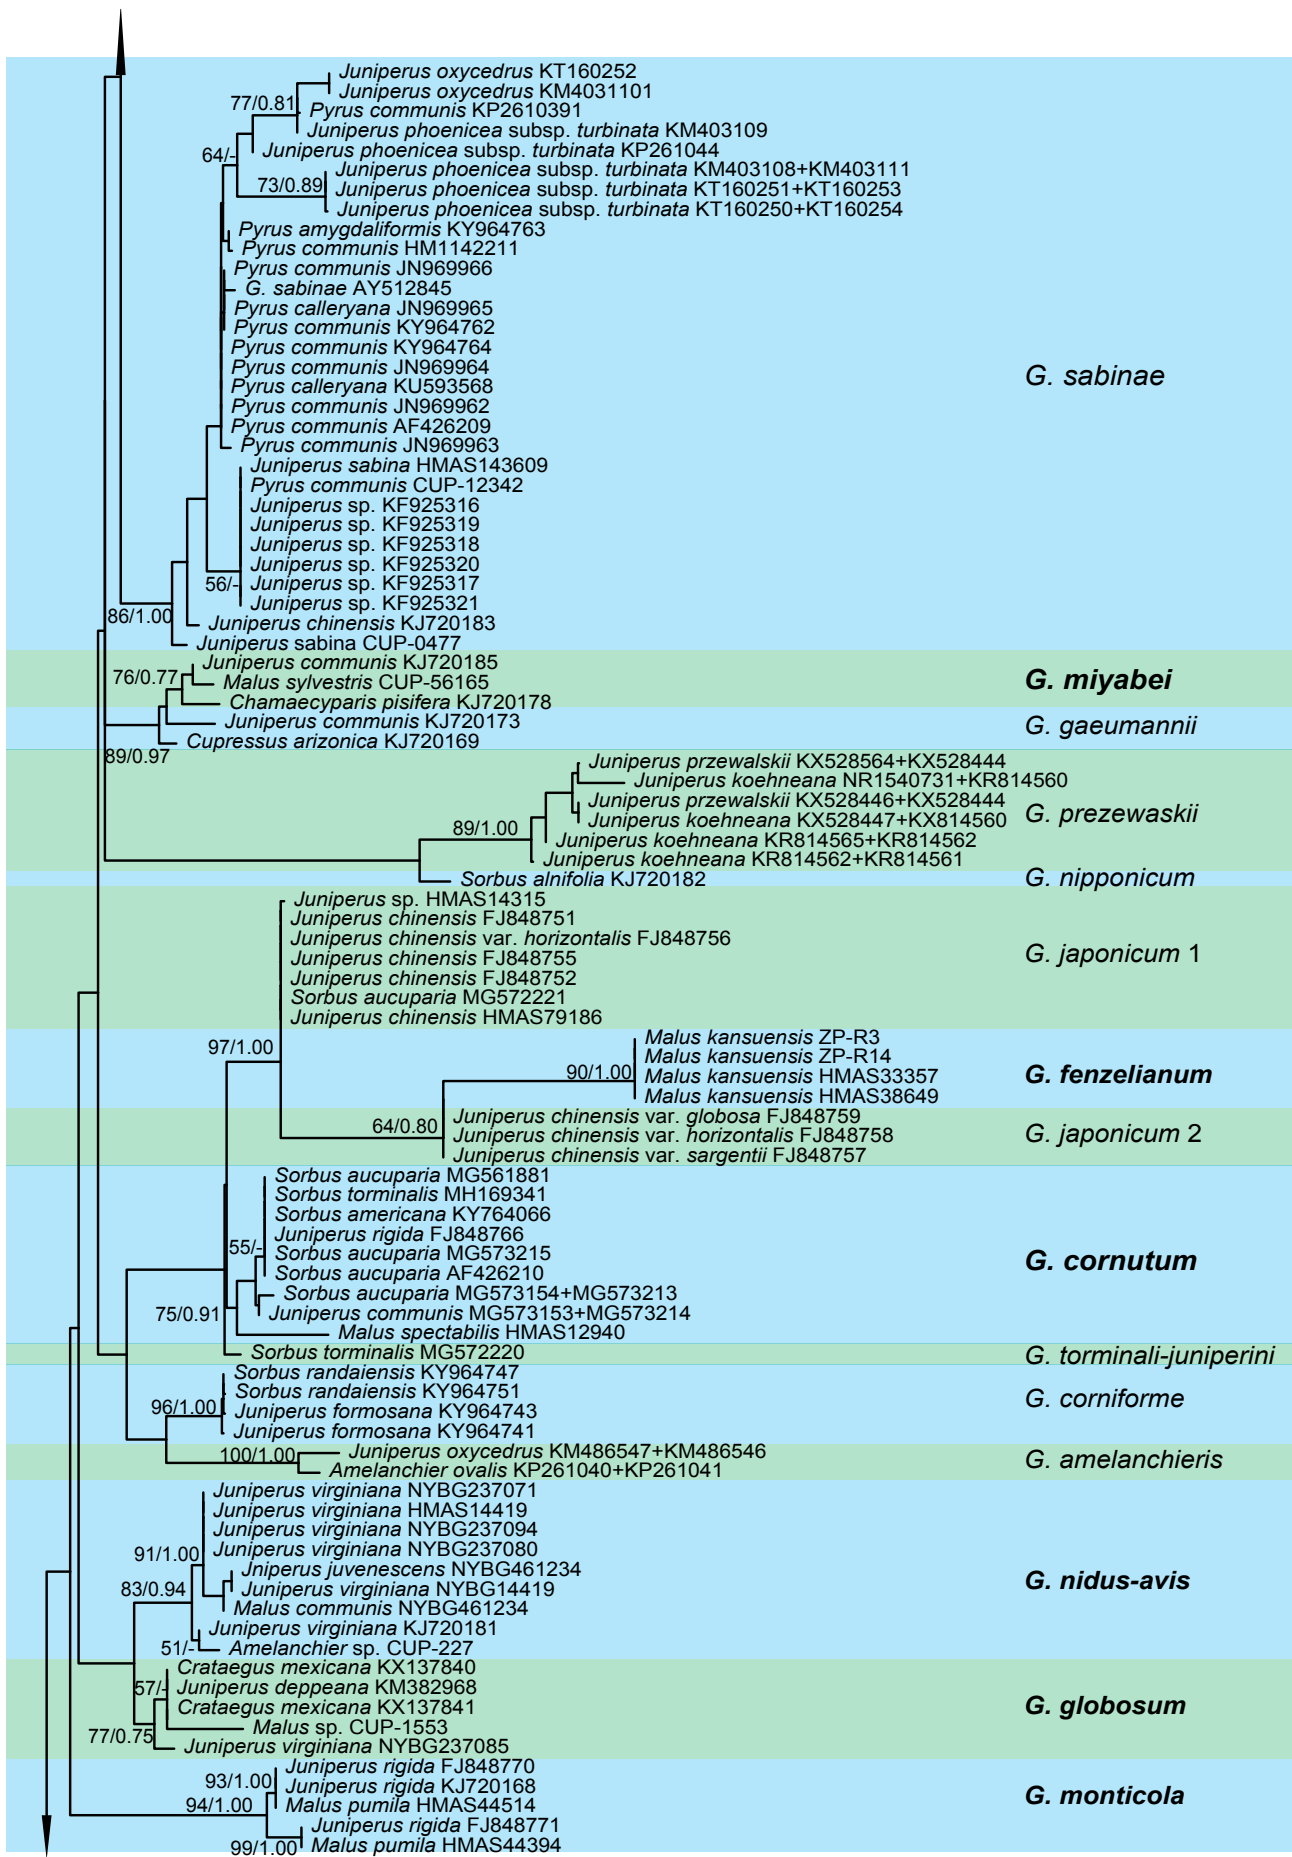 Juniperus oxycedrus KT160252
Juniperus oxycedrus KM4031101
77/0.81
Pyrus communis KP2610391
Juniperus phoenicea subsp. turbinata KM403109
64/-
Juniperus phoenicea subsp. turbinata KP261044
Juniperus phoenicea subsp. turbinata KM403108+KM403111
73/0.89
Juniperus phoenicea subsp. turbinata KT160251+KT160253
Juniperus phoenicea subsp. turbinata KT160250+KT160254
Pyrus amygdaliformis KY964763
Pyrus communis HM1142211
Pyrus communis JN969966
G. sabinae AY512845
Pyrus calleryana JN969965
Pyrus communis KY964762
Pyrus communis KY964764
Pyrus communis JN969964
G. sabinae
Pyrus calleryana KU593568
Pyrus communis JN969962
Pyrus communis AF426209
Pyrus communis JN969963
Juniperus sabina HMAS143609
Pyrus communis CUP-12342
Juniperus sp. KF925316
Juniperus sp. KF925319
Juniperus sp. KF925318
Juniperus sp. KF925320
56/-
Juniperus sp. KF925317
Juniperus sp. KF925321
86/1.00
Juniperus chinensis KJ720183
Juniperus sabina CUP-0477
Juniperus communis KJ720185
76/0.77
Malus sylvestris CUP-56165
G. miyabei
Chamaecyparis pisifera KJ720178
Juniperus communis KJ720173
G. gaeumannii
Cupressus arizonica KJ720169
89/0.97
Juniperus przewalskii KX528564+KX528444
Juniperus koehneana NR1540731+KR814560
Juniperus przewalskii KX528446+KX528444
G. prezewaskii
Juniperus koehneana KX528447+KX814560
89/1.00
Juniperus koehneana KR814565+KR814562
Juniperus koehneana KR814562+KR814561
Sorbus alnifolia KJ720182
G. nipponicum
Juniperus sp. HMAS14315
Juniperus chinensis FJ848751
Juniperus chinensis var. horizontalis FJ848756
G. japonicum 1
Juniperus chinensis FJ848755
Juniperus chinensis FJ848752
Sorbus aucuparia MG572221
Juniperus chinensis HMAS79186
Malus kansuensis ZP-R3
97/1.00
Malus kansuensis ZP-R14
90/1.00
Malus kansuensis HMAS33357
G. fenzelianum
Malus kansuensis HMAS38649
Juniperus chinensis var. globosa FJ848759
64/0.80
Juniperus chinensis var. horizontalis FJ848758
G. japonicum 2
Juniperus chinensis var. sargentii FJ848757
Sorbus aucuparia MG561881
Sorbus torminalis MH169341
Sorbus americana KY764066
Juniperus rigida FJ848766
55/-
Sorbus aucuparia MG573215
G. cornutum
Sorbus aucuparia AF426210
Sorbus aucuparia MG573154+MG573213
75/0.91
Juniperus communis MG573153+MG573214
Malus spectabilis HMAS12940
Sorbus torminalis MG572220
G. torminali-juniperini
Sorbus randaiensis KY964747
Sorbus randaiensis KY964751
G. corniforme
96/1.00
Juniperus formosana KY964743
Juniperus formosana KY964741
100/1.00
Juniperus oxycedrus KM486547+KM486546
G. amelanchieris
Amelanchier ovalis KP261040+KP261041
Juniperus virginiana NYBG237071
Juniperus virginiana HMAS14419
Juniperus virginiana NYBG237094
91/1.00
Juniperus virginiana NYBG237080
Jniperus juvenescens NYBG461234
G. nidus-avis
83/0.94
Juniperus virginiana NYBG14419
Malus communis NYBG461234
Juniperus virginiana KJ720181
51/-
Amelanchier sp. CUP-227
Crataegus mexicana KX137840
57/-
Juniperus deppeana KM382968
Crataegus mexicana KX137841
G. globosum
Malus sp. CUP-1553
77/0.75
Juniperus virginiana NYBG237085
Juniperus rigida FJ848770
93/1.00
Juniperus rigida KJ720168
G. monticola
94/1.00
Malus pumila HMAS44514
Juniperus rigida FJ848771
99/1.00
Malus pumila HMAS44394